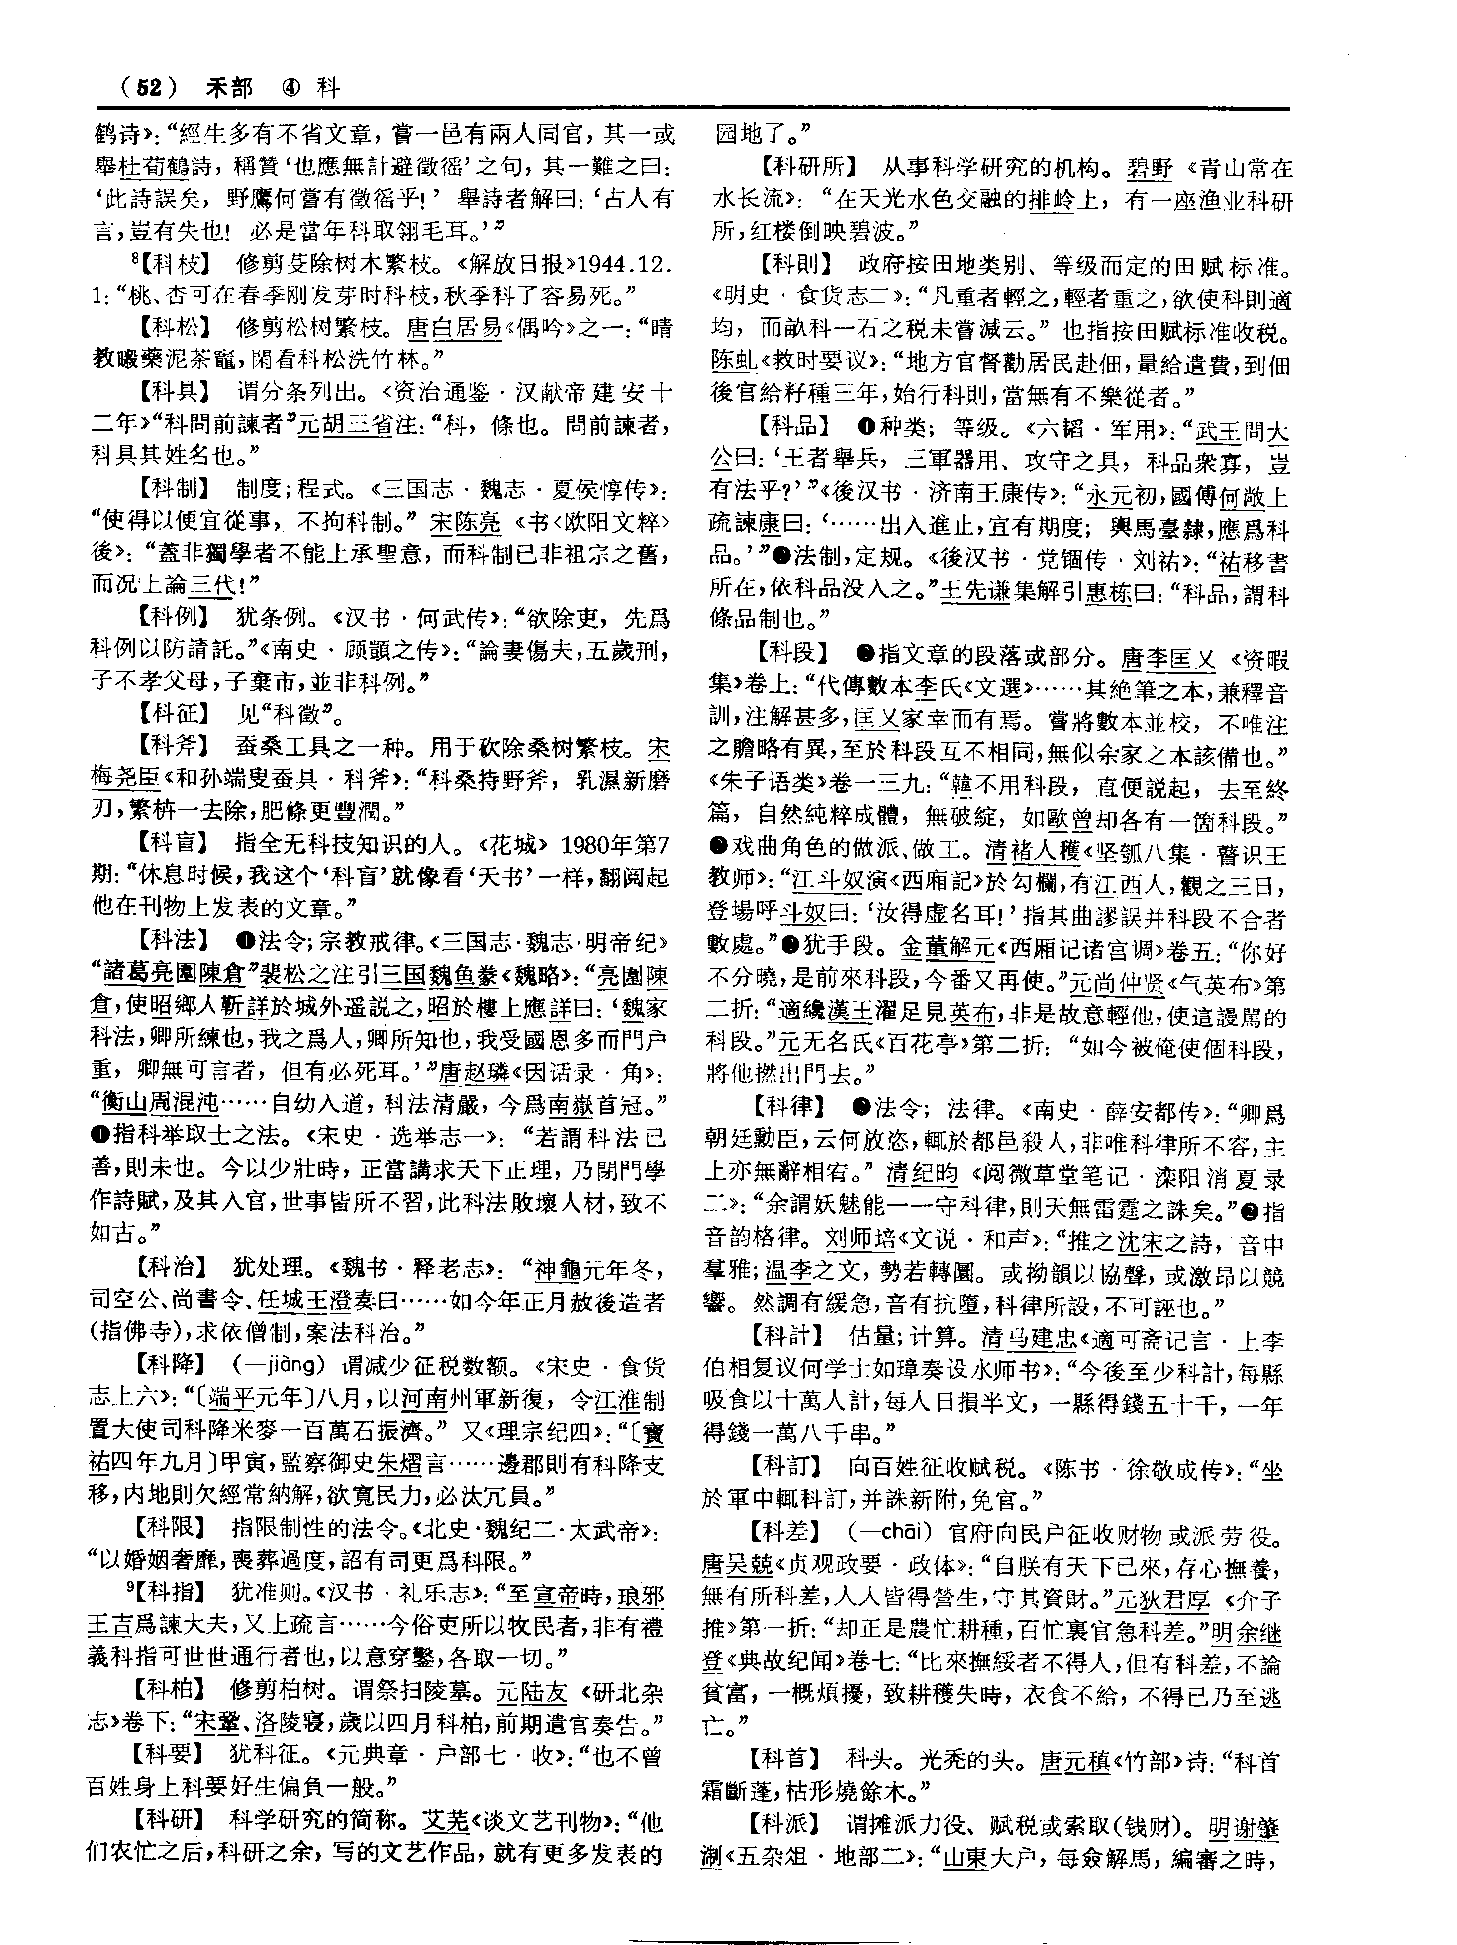 （52） 禾部 ④ 科
鹤诗》：“經生多有不省文章，嘗一邑有兩人同官，其一或
舉杜荀鶴詩，稱贊‘也應無計避徵徭’之句，其一難之曰：
‘此詩誤矣，野鷹何嘗有徵徭乎！’舉詩者解曰：‘古人有
言，豈有失也！必是當年科取翎毛耳。’”
⁸【科枝】 修剪芟除树木繁枝。《解放日报》1944.12.
1：“桃、杏可在春季刚发芽时科枝，秋季科了容易死。”
【科松】 修剪松树繁枝。唐白居易《偶吟》之一：“晴
教曬藥泥茶竈，閑看科松洗竹林。”
【科具】 谓分条列出。《资治通鉴·汉献帝建安十
二年》“科問前諫者”元胡三省注：“科，條也。問前諫者，
科具其姓名也。”
【科制】 制度；程式。《三国志·魏志·夏侯惇传》：
“使得以便宜從事，不拘科制。”宋陈亮《书〈欧阳文粹〉
後》：“蓋非獨學者不能上承聖意，而科制已非祖宗之舊，
而况上論三代！”
【科例】 犹条例。《汉书·何武传》：“欲除吏，先爲
科例以防請託。”《南史·顾顗之传》：“論妻傷夫，五歲刑，
子不孝父母，子棄市，並非科例。”
【科征】 见“科徵”。
【科斧】 蚕桑工具之一种。用于砍除桑树繁枝。宋
梅尧臣《和孙端叟蚕具·科斧》：“科桑持野斧，乳濕新磨
刃，繁枿一去除，肥條更豐潤。”
【科盲】 指全无科技知识的人。《花城》1980年第7
期：“休息时候，我这个‘科盲’就像看‘天书’一样，翻阅起
他在刊物上发表的文章。”
【科法】 ❶法令；宗教戒律。《三国志·魏志·明帝纪》
“諸葛亮圍陳倉”裴松之注引三国魏鱼豢《魏略》：“亮圍陳
倉，使昭鄉人靳詳於城外遥説之，昭於樓上應詳曰：‘魏家
科法，卿所練也，我之爲人，卿所知也，我受國恩多而門户
重，卿無可言者，但有必死耳。’”唐赵璘《因话录·角》：
“衡山周混沌……自幼入道，科法清嚴，今爲南嶽首冠。”
❶指科举取士之法。《宋史·选举志一》：“若謂科法已
善，則未也。今以少壯時，正當講求天下正理，乃閉門學
作詩賦，及其入官，世事皆所不習，此科法敗壞人材，致不
如古。”
【科治】 犹处理。《魏书·释老志》：“神龜元年冬，
司空公、尚書令、任城王澄奏曰……如今年正月赦後造者
（指佛寺），求依僧制，案法科治。”
【科降】 （—jiàng）谓减少征税数额。《宋史·食货
志上六》：“〔端平元年〕八月，以河南州軍新復，令江淮制
置大使司科降米麥一百萬石振濟。”又《理宗纪四》：“〔寶
祐四年九月〕甲寅，監察御史朱熠言……邊郡則有科降支
移，内地則欠經常納解，欲寬民力，必汰冗員。”
【科限】 指限制性的法令。《北史·魏纪二·太武帝》：
“以婚姻奢靡，喪葬過度，詔有司更爲科限。”
⁹【科指】 犹准则。《汉书·礼乐志》：“至宣帝時，琅邪
王吉爲諫大夫，又上疏言……今俗吏所以牧民者，非有禮
義科指可世世通行者也，以意穿鑿，各取一切。”
【科柏】 修剪柏树。谓祭扫陵墓。元陆友《研北杂
志》卷下：“宋鞏、洛陵寝，歲以四月科柏，前期遣官奏告。”
【科要】 犹科征。《元典章·户部七·收》：“也不曾
百姓身上科要好生偏負一般。”
【科研】 科学研究的简称。艾芜《谈文艺刊物》：“他
们农忙之后，科研之余，写的文艺作品，就有更多发表的
园地了。”
【科研所】 从事科学研究的机构。碧野《青山常在
水长流》：“在天光水色交融的排岭上，有一座渔业科研
所，红楼倒映碧波。”
【科則】 政府按田地类别、等级而定的田赋标准。
《明史·食货志二》：“凡重者輕之，輕者重之，欲使科則適
均，而畝科一石之税未嘗減云。”也指按田赋标准收税。
陈虬《救时要议》：“地方官督勸居民赴佃，量給遣費，到佃
後官給籽種三年，始行科則，當無有不樂從者。”
【科品】 ❶种类；等级。《六韬·军用》：“武王問太
公曰：‘王者舉兵，三軍器用、攻守之具，科品衆寡，豈
有法乎？’”《後汉书·济南王康传》：“永元初，國傅何敞上
疏諫康曰：‘……出入進止，宜有期度；輿馬臺隸，應爲科
品。’”❷法制，定规。《後汉书·党锢传·刘祐》：“祐移書
所在，依科品没入之。”王先谦集解引惠栋曰：“科品，謂科
條品制也。”
【科段】 ❶指文章的段落或部分。唐李匡乂《资暇
集》卷上：“代傳數本李氏《文選》……其絶筆之本，兼釋音
訓，注解甚多，匡乂家幸而有焉。嘗將數本並校，不唯注
之贍略有異，至於科段互不相同，無似余家之本該備也。”
《朱子语类》卷一三九：“韓不用科段，直便説起，去至終
篇，自然純粹成體，無破綻，如歐曾却各有一箇科段。”
❷戏曲角色的做派、做工。清褚人穫《坚瓠八集·瞽识王
教师》：“江斗奴演《西廂記》於勾欄，有江西人，觀之三日，
登場呼斗奴曰：‘汝得虚名耳！’指其曲謬誤并科段不合者
數處。”❸犹手段。金董解元《西厢记诸宫调》卷五：“你好
不分曉，是前來科段，今番又再使。”元尚仲贤《气英布》第
二折：“適纔漢王濯足見英布，非是故意輕他，使這謾駡的
科段。”元无名氏《百花亭》第二折：“如今被俺使個科段，
將他撚出門去。”
【科律】 ❶法令；法律。《南史·薛安都传》：“卿爲
朝廷勳臣，云何放恣，輒於都邑殺人，非唯科律所不容，主
上亦無辭相宥。”清纪昀《阅微草堂笔记·滦阳消夏录
二》：“余謂妖魅能一一守科律，則天無雷霆之誅矣。”❷指
音韵格律。刘师培《文说·和声》：“推之沈宋之詩，音中
羣雅；温李之文，勢若轉圜。或拗韻以協聲，或激昂以競
響。然調有緩急，音有抗墜，科律所設，不可誣也。”
【科計】 估量；计算。清马建忠《適可斋记言·上李
伯相复议何学士如璋奏设水师书》：“今後至少科計，每縣
吸食以十萬人計，每人日損半文，一縣得錢五十千，一年
得錢一萬八千串。”
【科訂】 向百姓征收赋税。《陈书·徐敬成传》：“坐
於軍中輒科訂，并誅新附，免官。”
【科差】 （—chāi）官府向民户征收财物或派劳役。
唐吴兢《贞观政要·政体》：“自朕有天下已來，存心撫養，
無有所科差，人人皆得營生，守其資財。”元狄君厚《介子
推》第一折：“却正是農忙耕種，百忙裏官急科差。”明余继
登《典故纪闻》卷七：“比來撫綏者不得人，但有科差，不論
貧富，一概煩擾，致耕穫失時，衣食不給，不得已乃至逃
亡。”
【科首】 科头。光秃的头。唐元稹《竹部》诗：“科首
霜斷蓬，枯形燒餘木。”
【科派】 谓摊派力役、赋税或索取（钱财）。明谢肇
淛《五杂俎·地部二》：“山東大户，每僉解馬，編審之時，